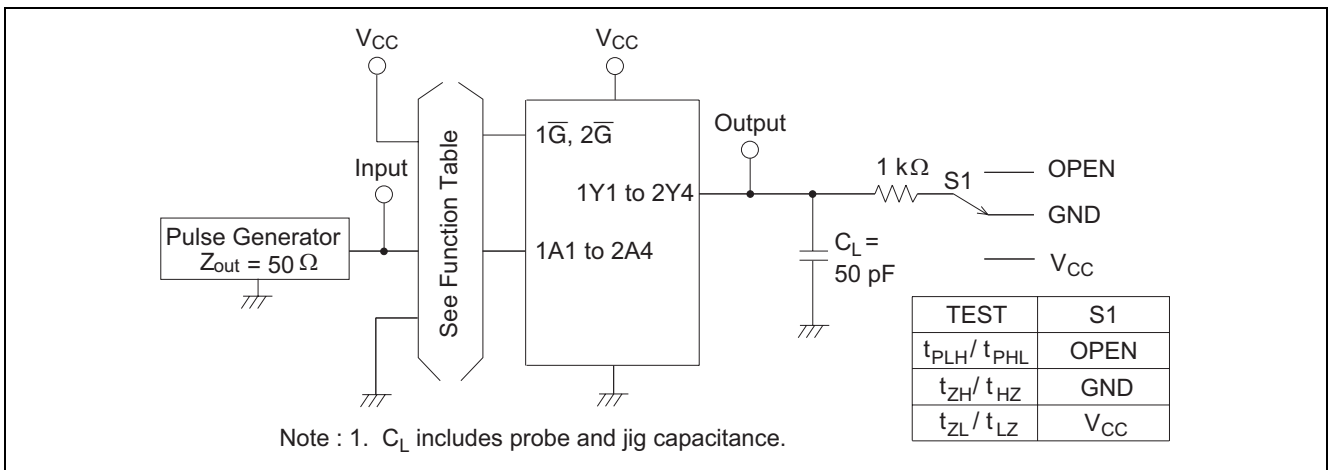 VCC
VCC
Input
See Function Table
1G̅, 2G̅
Output
1 kΩ
S1
OPEN
GND
VCC
1Y1 to 2Y4
Pulse Generator
Zout = 50 Ω
1A1 to 2A4
CL =
50 pF
TEST S1
tPLH / tPHL OPEN
tZH / tHZ GND
tZL / tLZ VCC
Note : 1. CL includes probe and jig capacitance.